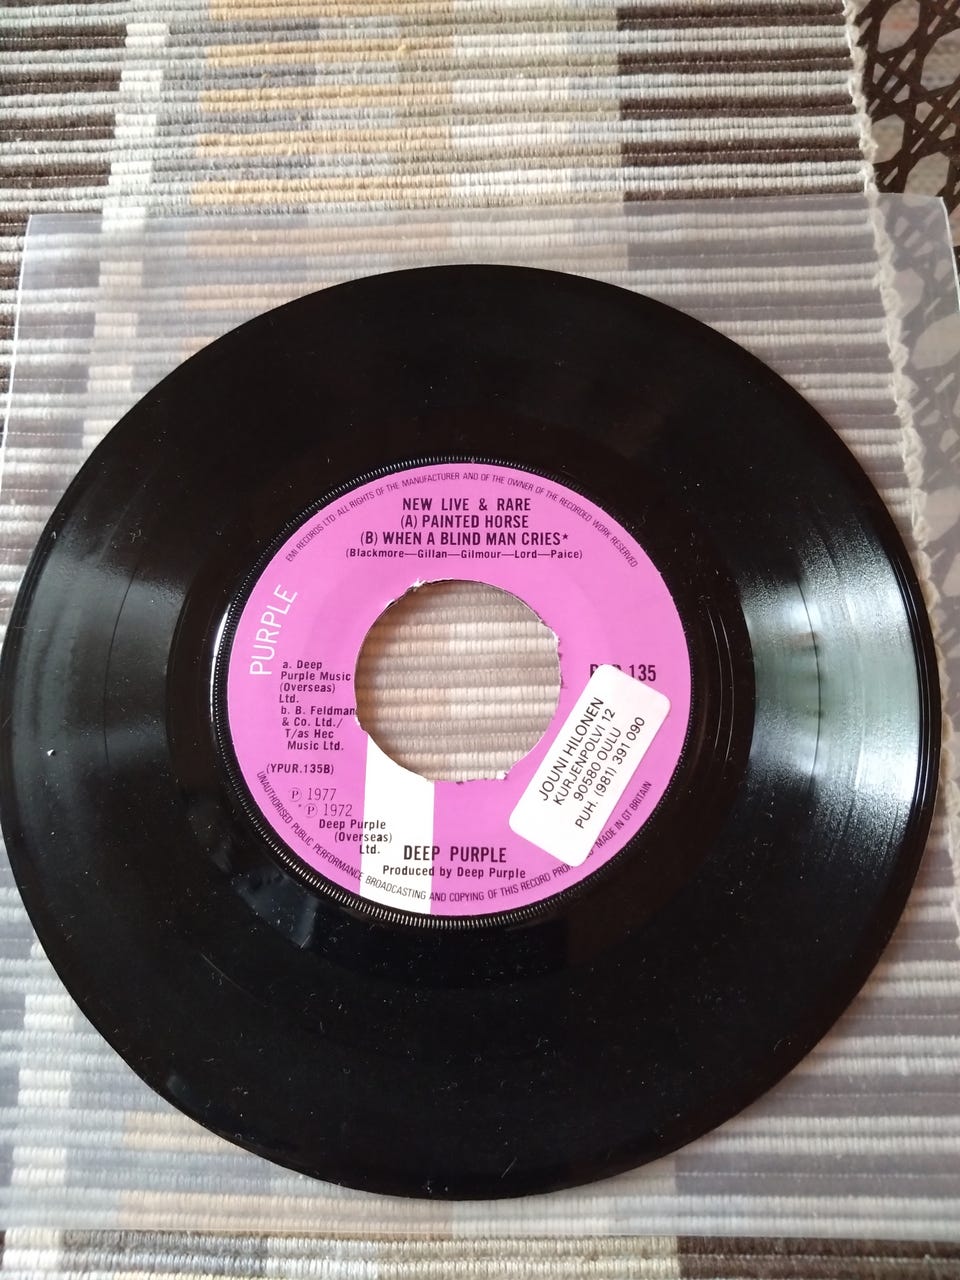 EMI RECORDS LTD. ALL RIGHTS OF THE MANUFACTURER AND OF THE OWNER OF THE RECORDED WORK RESERVED
NEW LIVE & RARE
(A) PAINTED HORSE
(B) WHEN A BLIND MAN CRIES*
(Blackmore—Gillan—Gilmour—Lord—Paice)
PURPLE
a. Deep
Purple Music
(Overseas)
Ltd.
b. B. Feldman
& Co. Ltd./
T/as Hec
Music Ltd.
(YPUR.135B)
℗ 1977
*℗ 1972
Deep Purple
(Overseas)
Ltd.
135
JOUNI HILONEN
KURJENPOLVI 12
90580 OULU
PUH. (981) 391 090
DEEP PURPLE
Produced by Deep Purple
UNAUTHORISED PUBLIC PERFORMANCE BROADCASTING AND COPYING OF THIS RECORD MADE IN GT BRITAIN